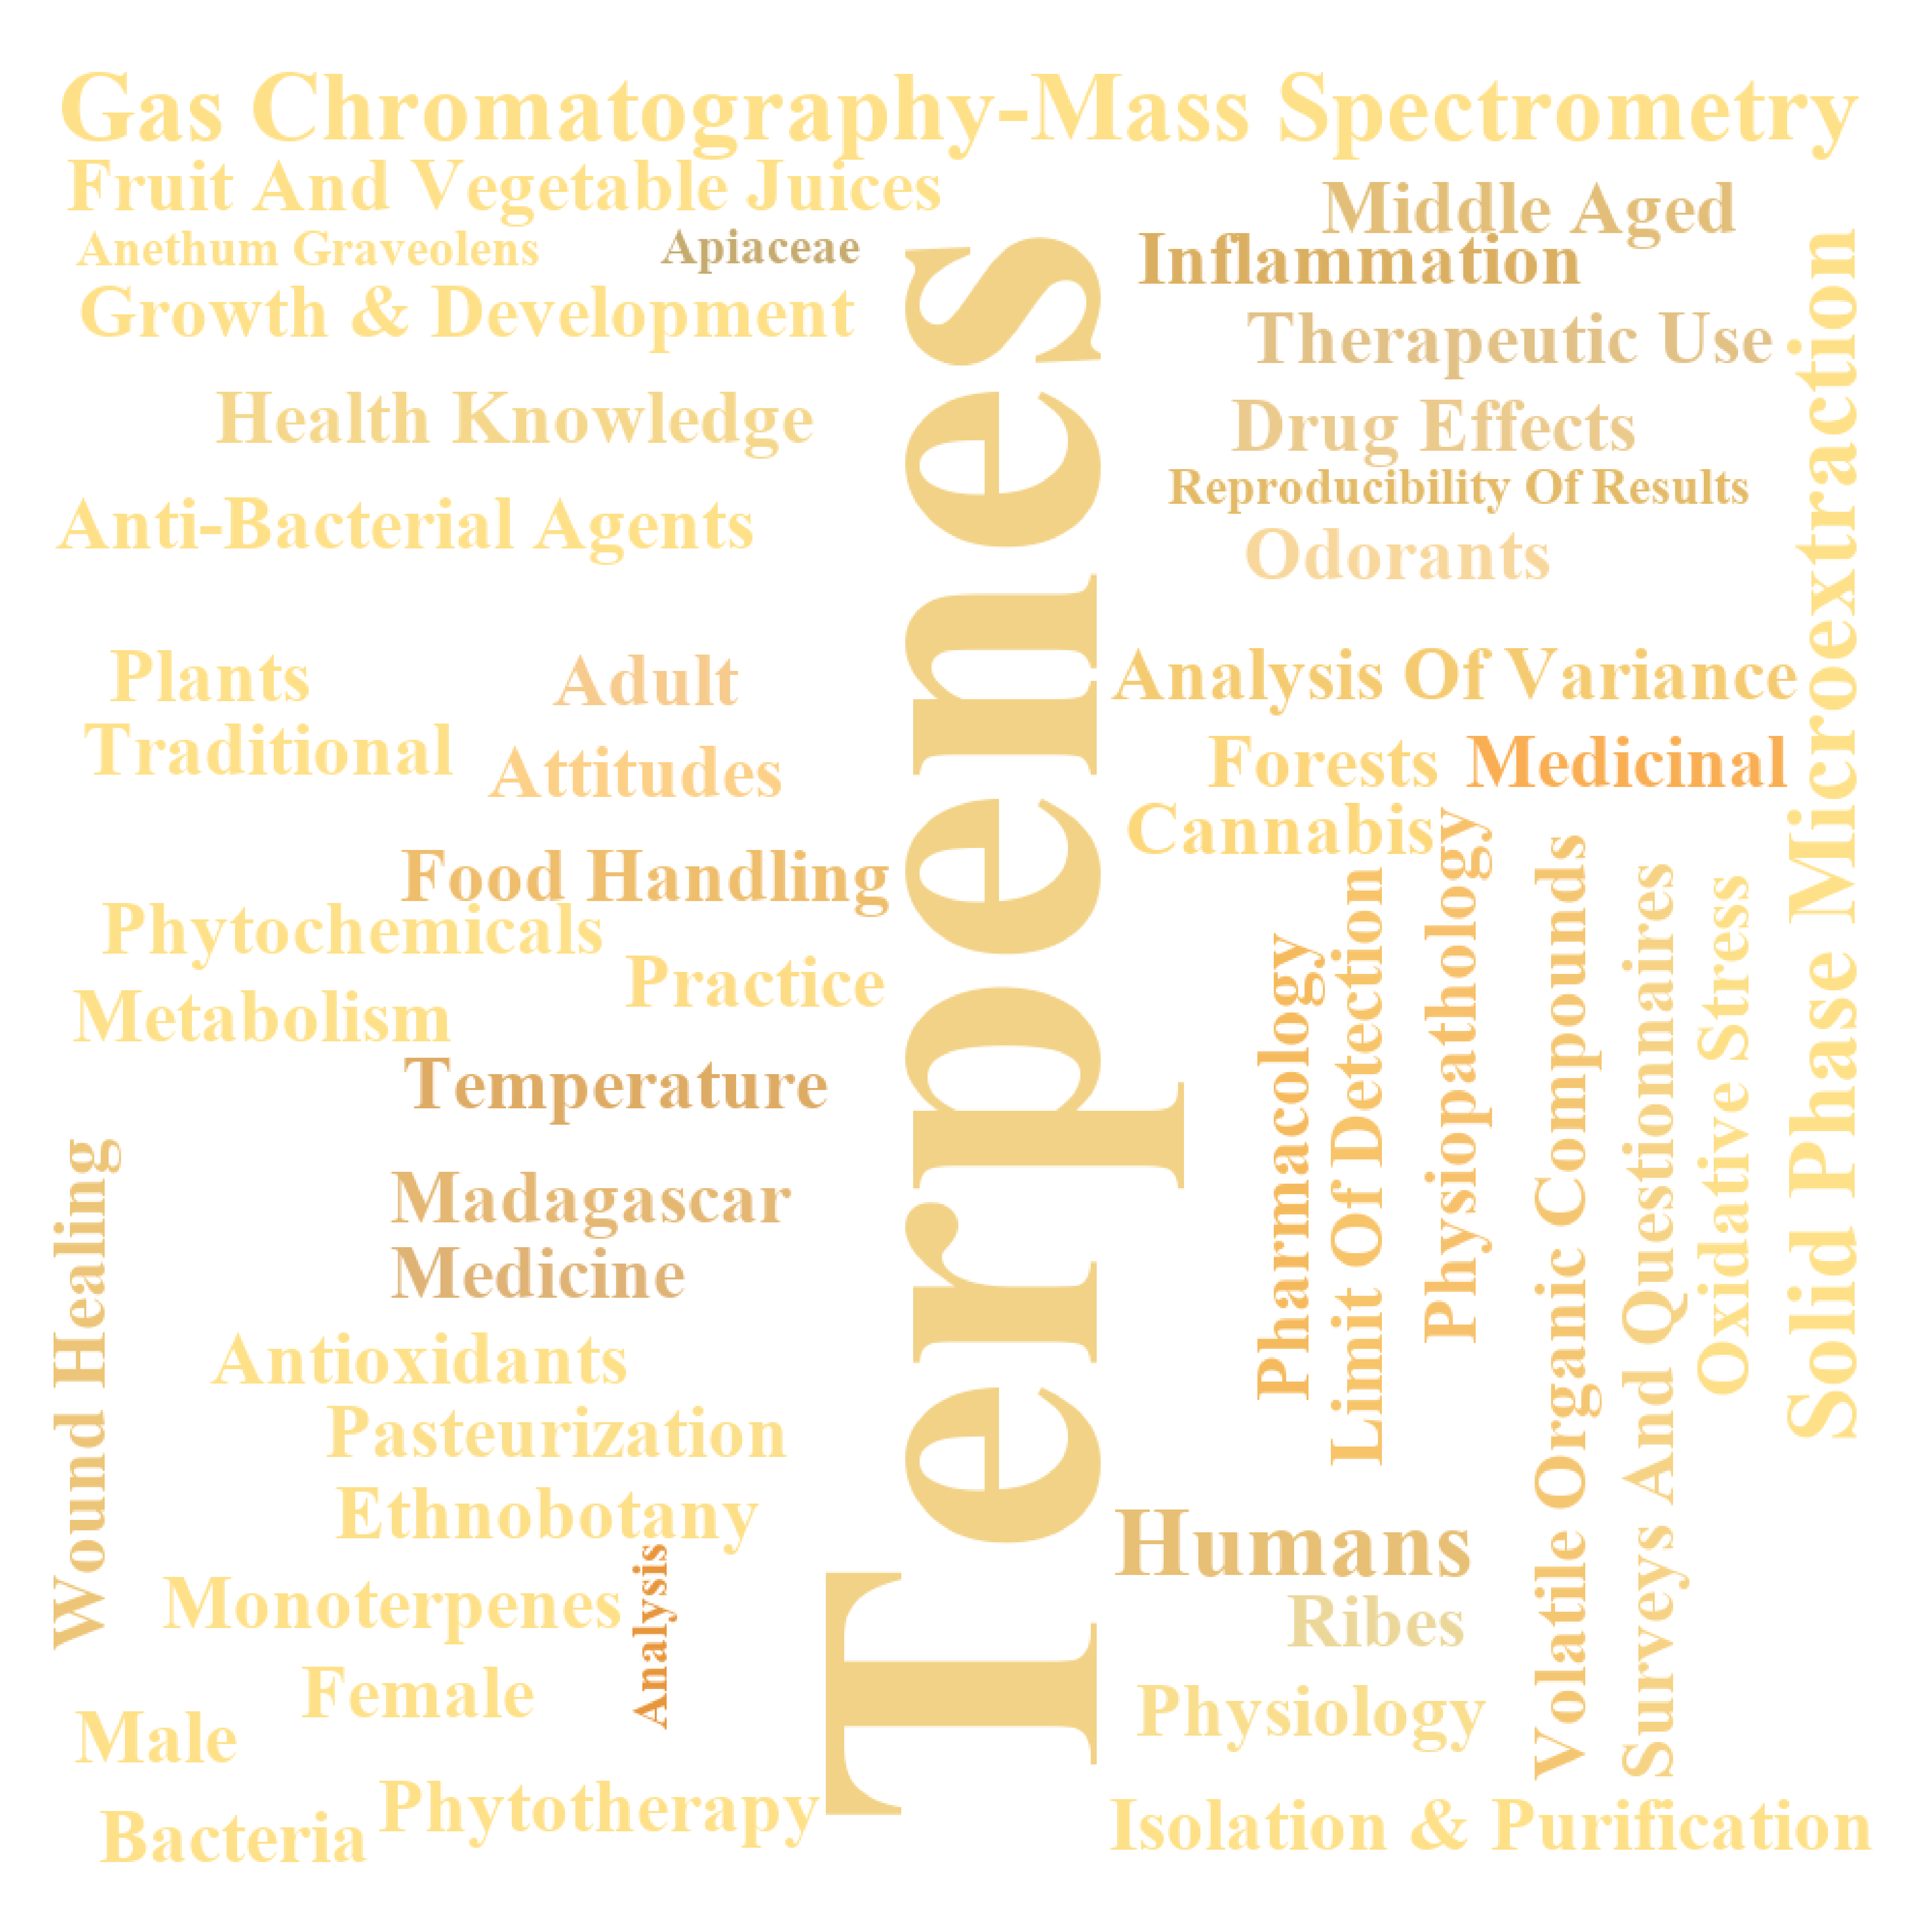 Gas Chromatography-Mass Spectrometry
Fruit And Vegetable Juices
Middle Aged
Anethum Graveolens
Apiaceae
Inflammation
Growth & Development
Therapeutic Use
Health Knowledge
Drug Effects
Reproducibility Of Results
Anti-Bacterial Agents
Odorants
Terpenes
Solid Phase Microextraction
Plants
Adult
Analysis Of Variance
Traditional
Attitudes
Forests
Medicinal
Cannabis
Food Handling
Phytochemicals
Practice
Metabolism
Temperature
Pharmacology
Limit Of Detection
Physiopathology
Volatile Organic Compounds
Surveys And Questionnaires
Oxidative Stress
Wound Healing
Madagascar
Medicine
Antioxidants
Pasteurization
Ethnobotany
Humans
Monoterpenes
Analysis
Ribes
Female
Male
Physiology
Phytotherapy
Bacteria
Isolation & Purification